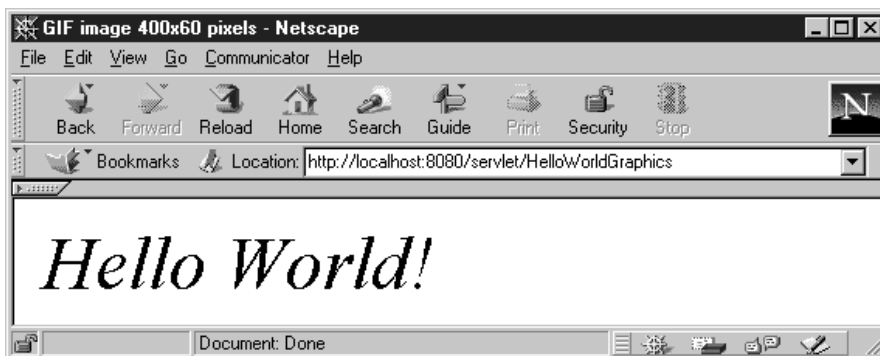 GIF image 400x60 pixels - Netscape
File Edit View Go Communicator Help
Back Forward Reload Home Search Guide Print Security Stop
N
Bookmarks Location: http://localhost:8080/servlet/HelloWorldGraphics
Hello World!
Document: Done